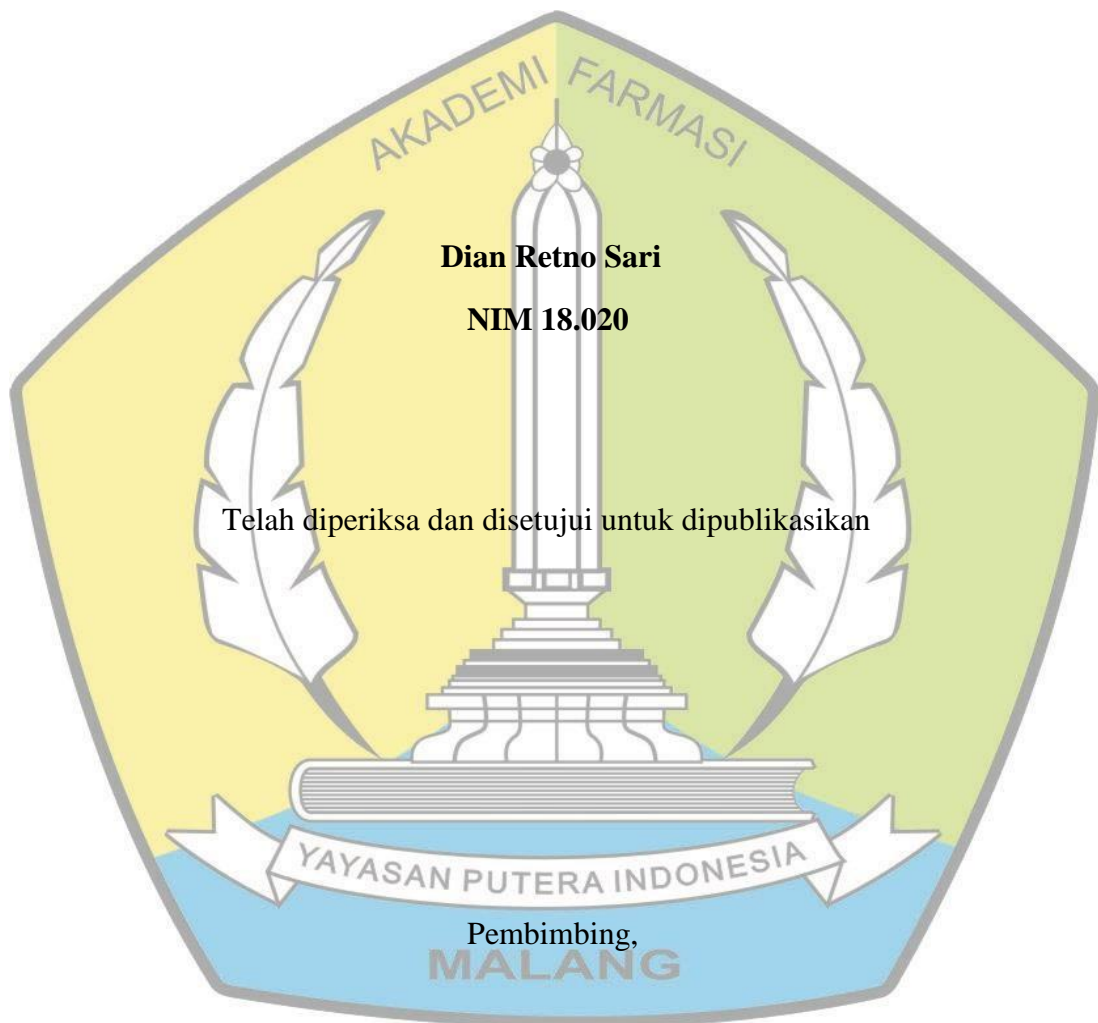 AKADEMI FARMASI
Dian Retno Sari
NIM 18.020
Telah diperiksa dan disetujui untuk dipublikasikan
YAYASAN PUTERA INDONESIA
Pembimbing,
MALANG